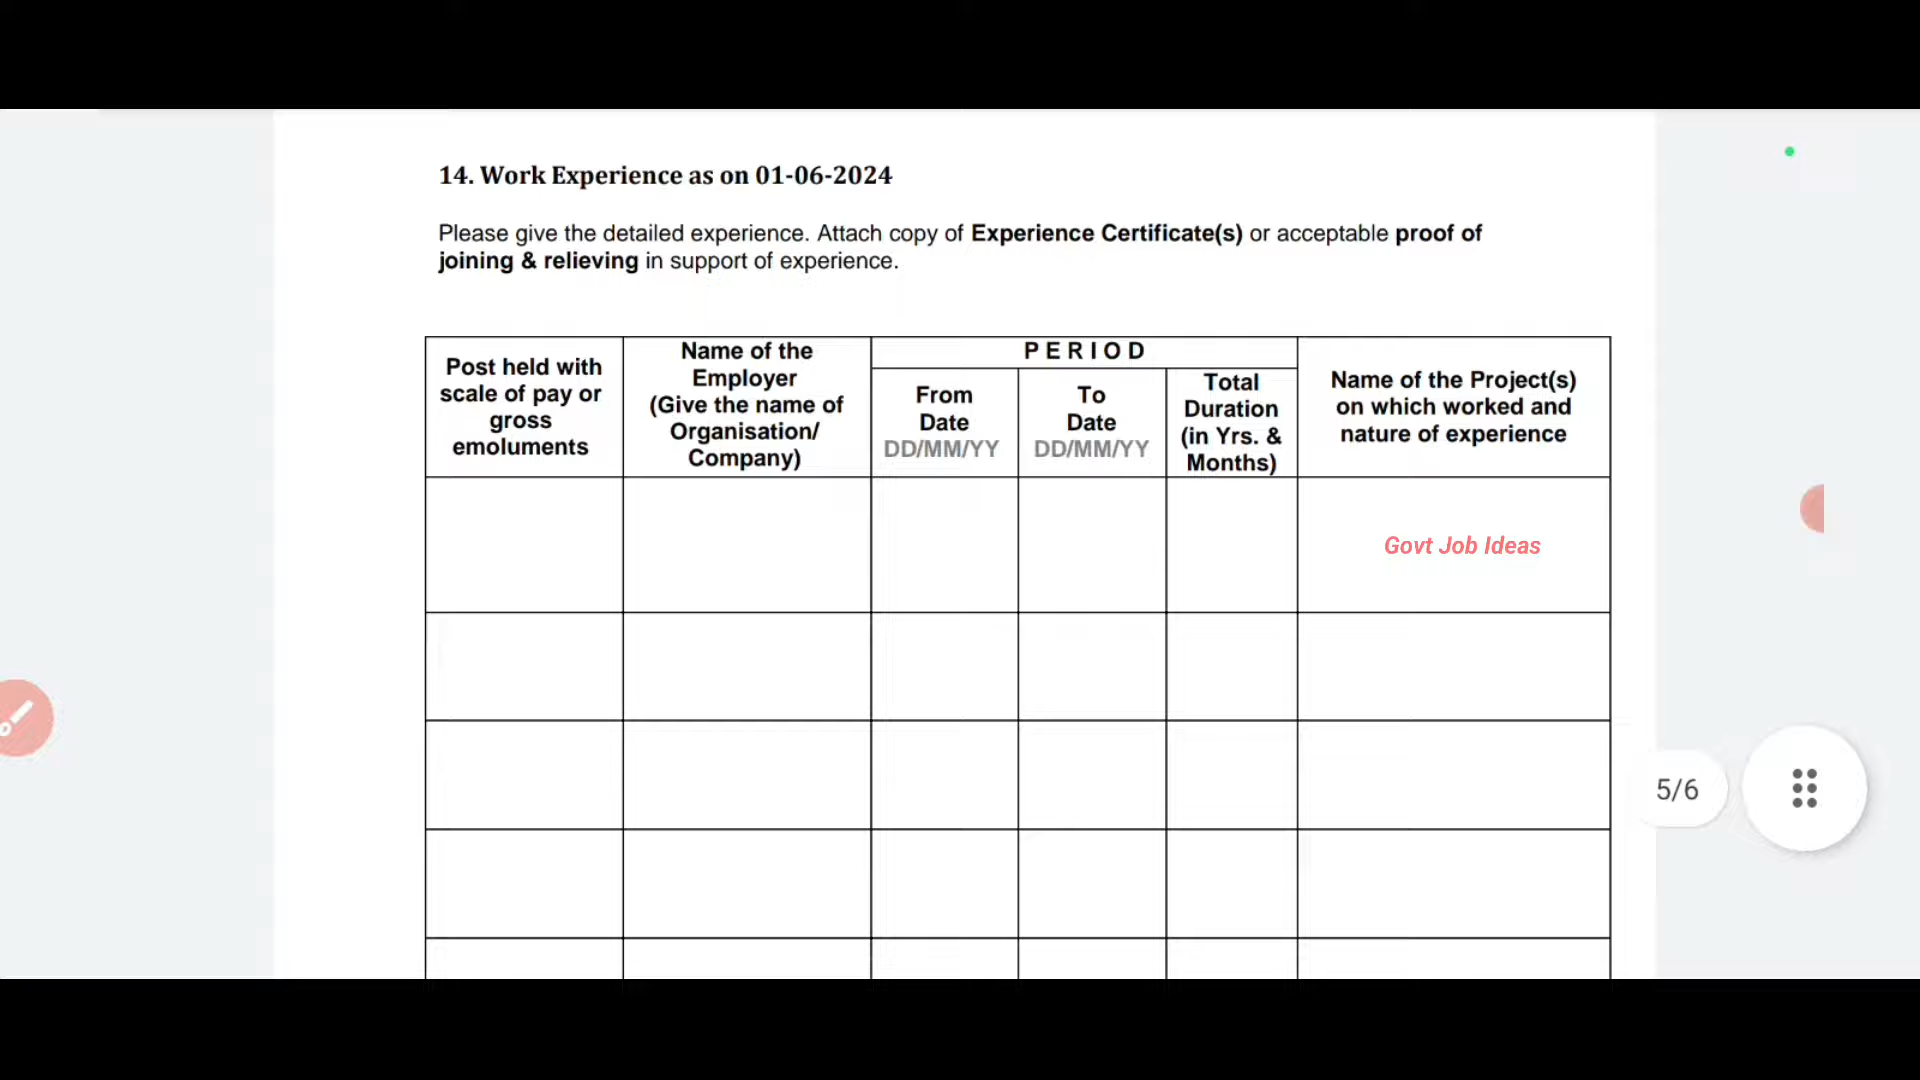 14. Work Experience as on 01-06-2024
Please give the detailed experience. Attach copy of Experience Certificate(s) or acceptable proof of
joining & relieving in support of experience.
Post held with
scale of pay or
gross
emoluments
Name of the
Employer
(Give the name of
Organisation/
Company)
PERIOD
From
Date
DD/MM/YY
To
Date
DD/MM/YY
Total
Duration
(in Yrs. &
Months)
Name of the Project(s)
on which worked and
nature of experience
Govt Job Ideas
5/6